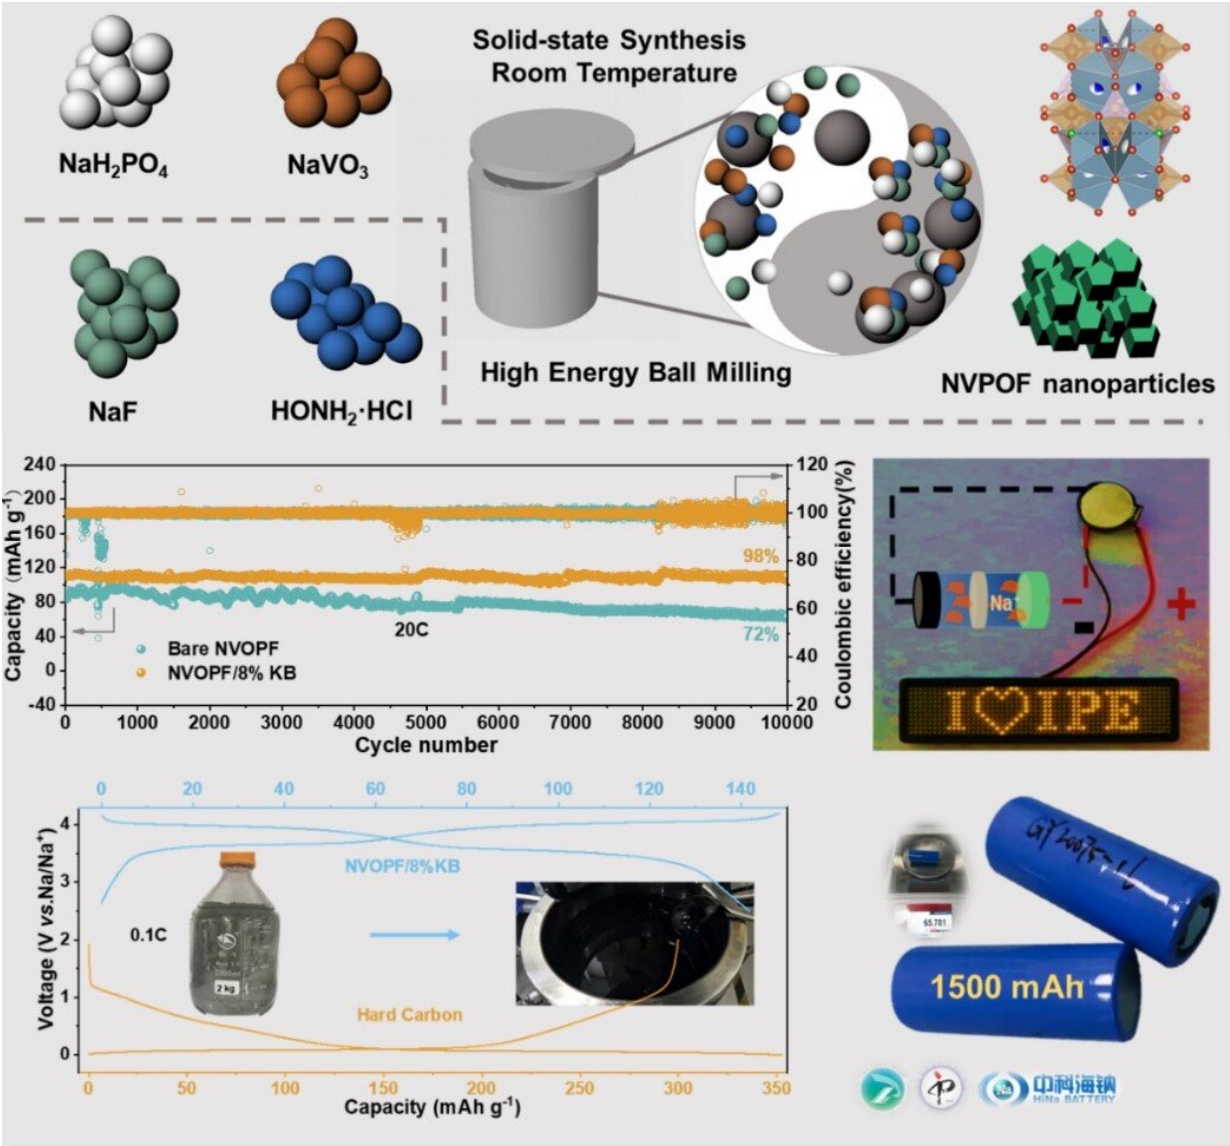 Solid-state Synthesis
Room Temperature
NaH₂PO₄
NaVO₃
NaF
HONH₂·HCl
High Energy Ball Milling
NVPOF nanoparticles
Capacity (mAh g⁻¹)
240
200
160
120
80
40
0
-40
120
100
80
60
40
20
Coulombic efficiency(%)
98%
72%
20C
Bare NVOPF
NVOPF/8% KB
0 1000 2000 3000 4000 5000 6000 7000 8000 9000 10000
Cycle number
Na⁺
I♡IPE
0 20 40 60 80 100 120 140
Voltage (V vs.Na/Na⁺)
4
3
2
1
0
NVOPF/8%KB
0.1C
2 kg
Hard Carbon
0 50 100 150 200 250 300 350
Capacity (mAh g⁻¹)
65.781
1500 mAh
Na
中科海钠
HiNa BATTERY